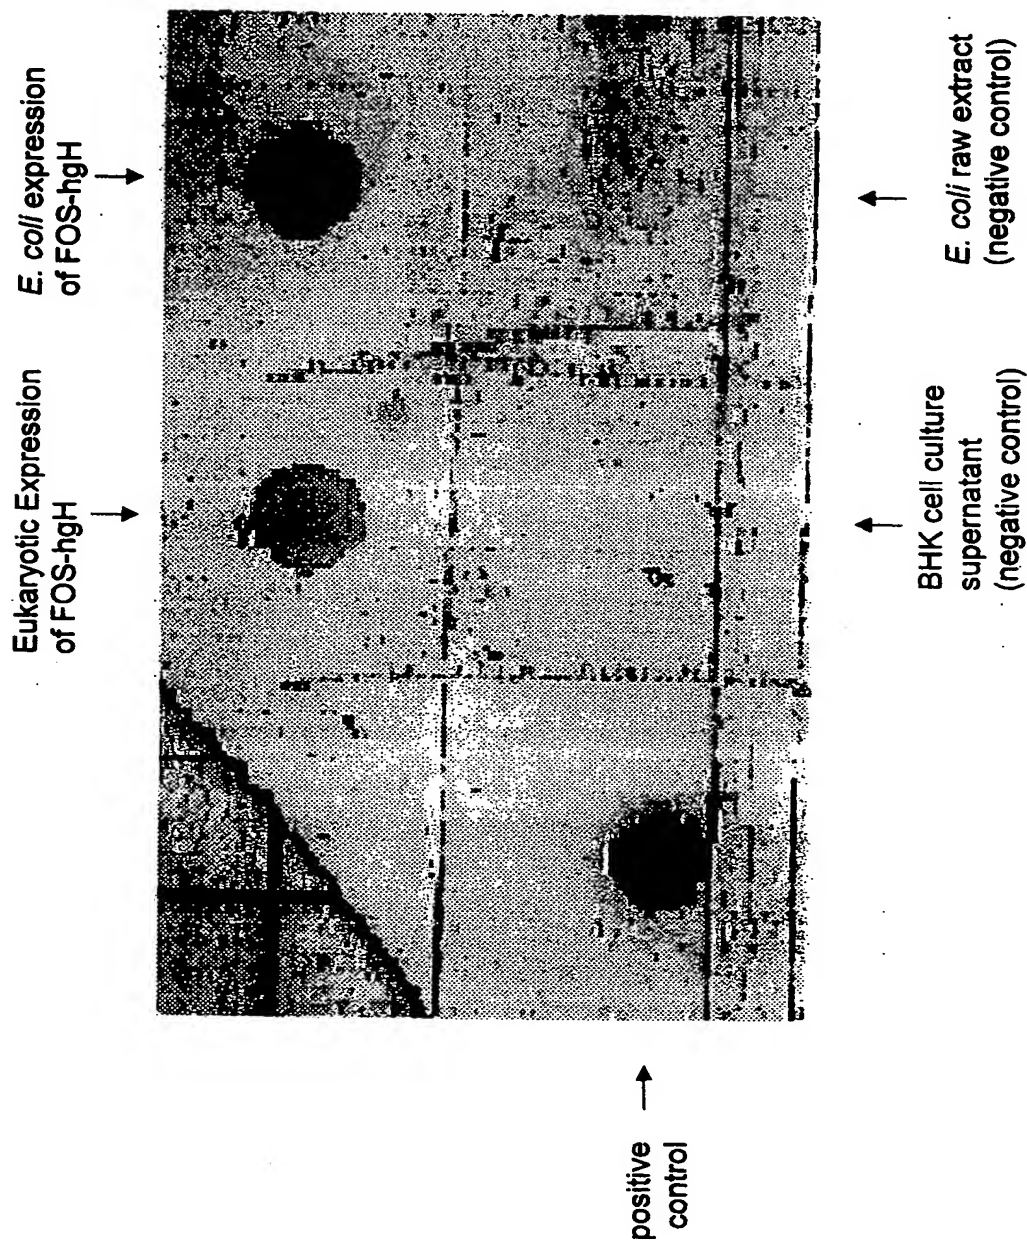 E. coli expression
of FOS-hgH
Eukaryotic Expression
of FOS-hgH
E. coli raw extract
(negative control)
BHK cell culture
supernatant
(negative control)
positive
control